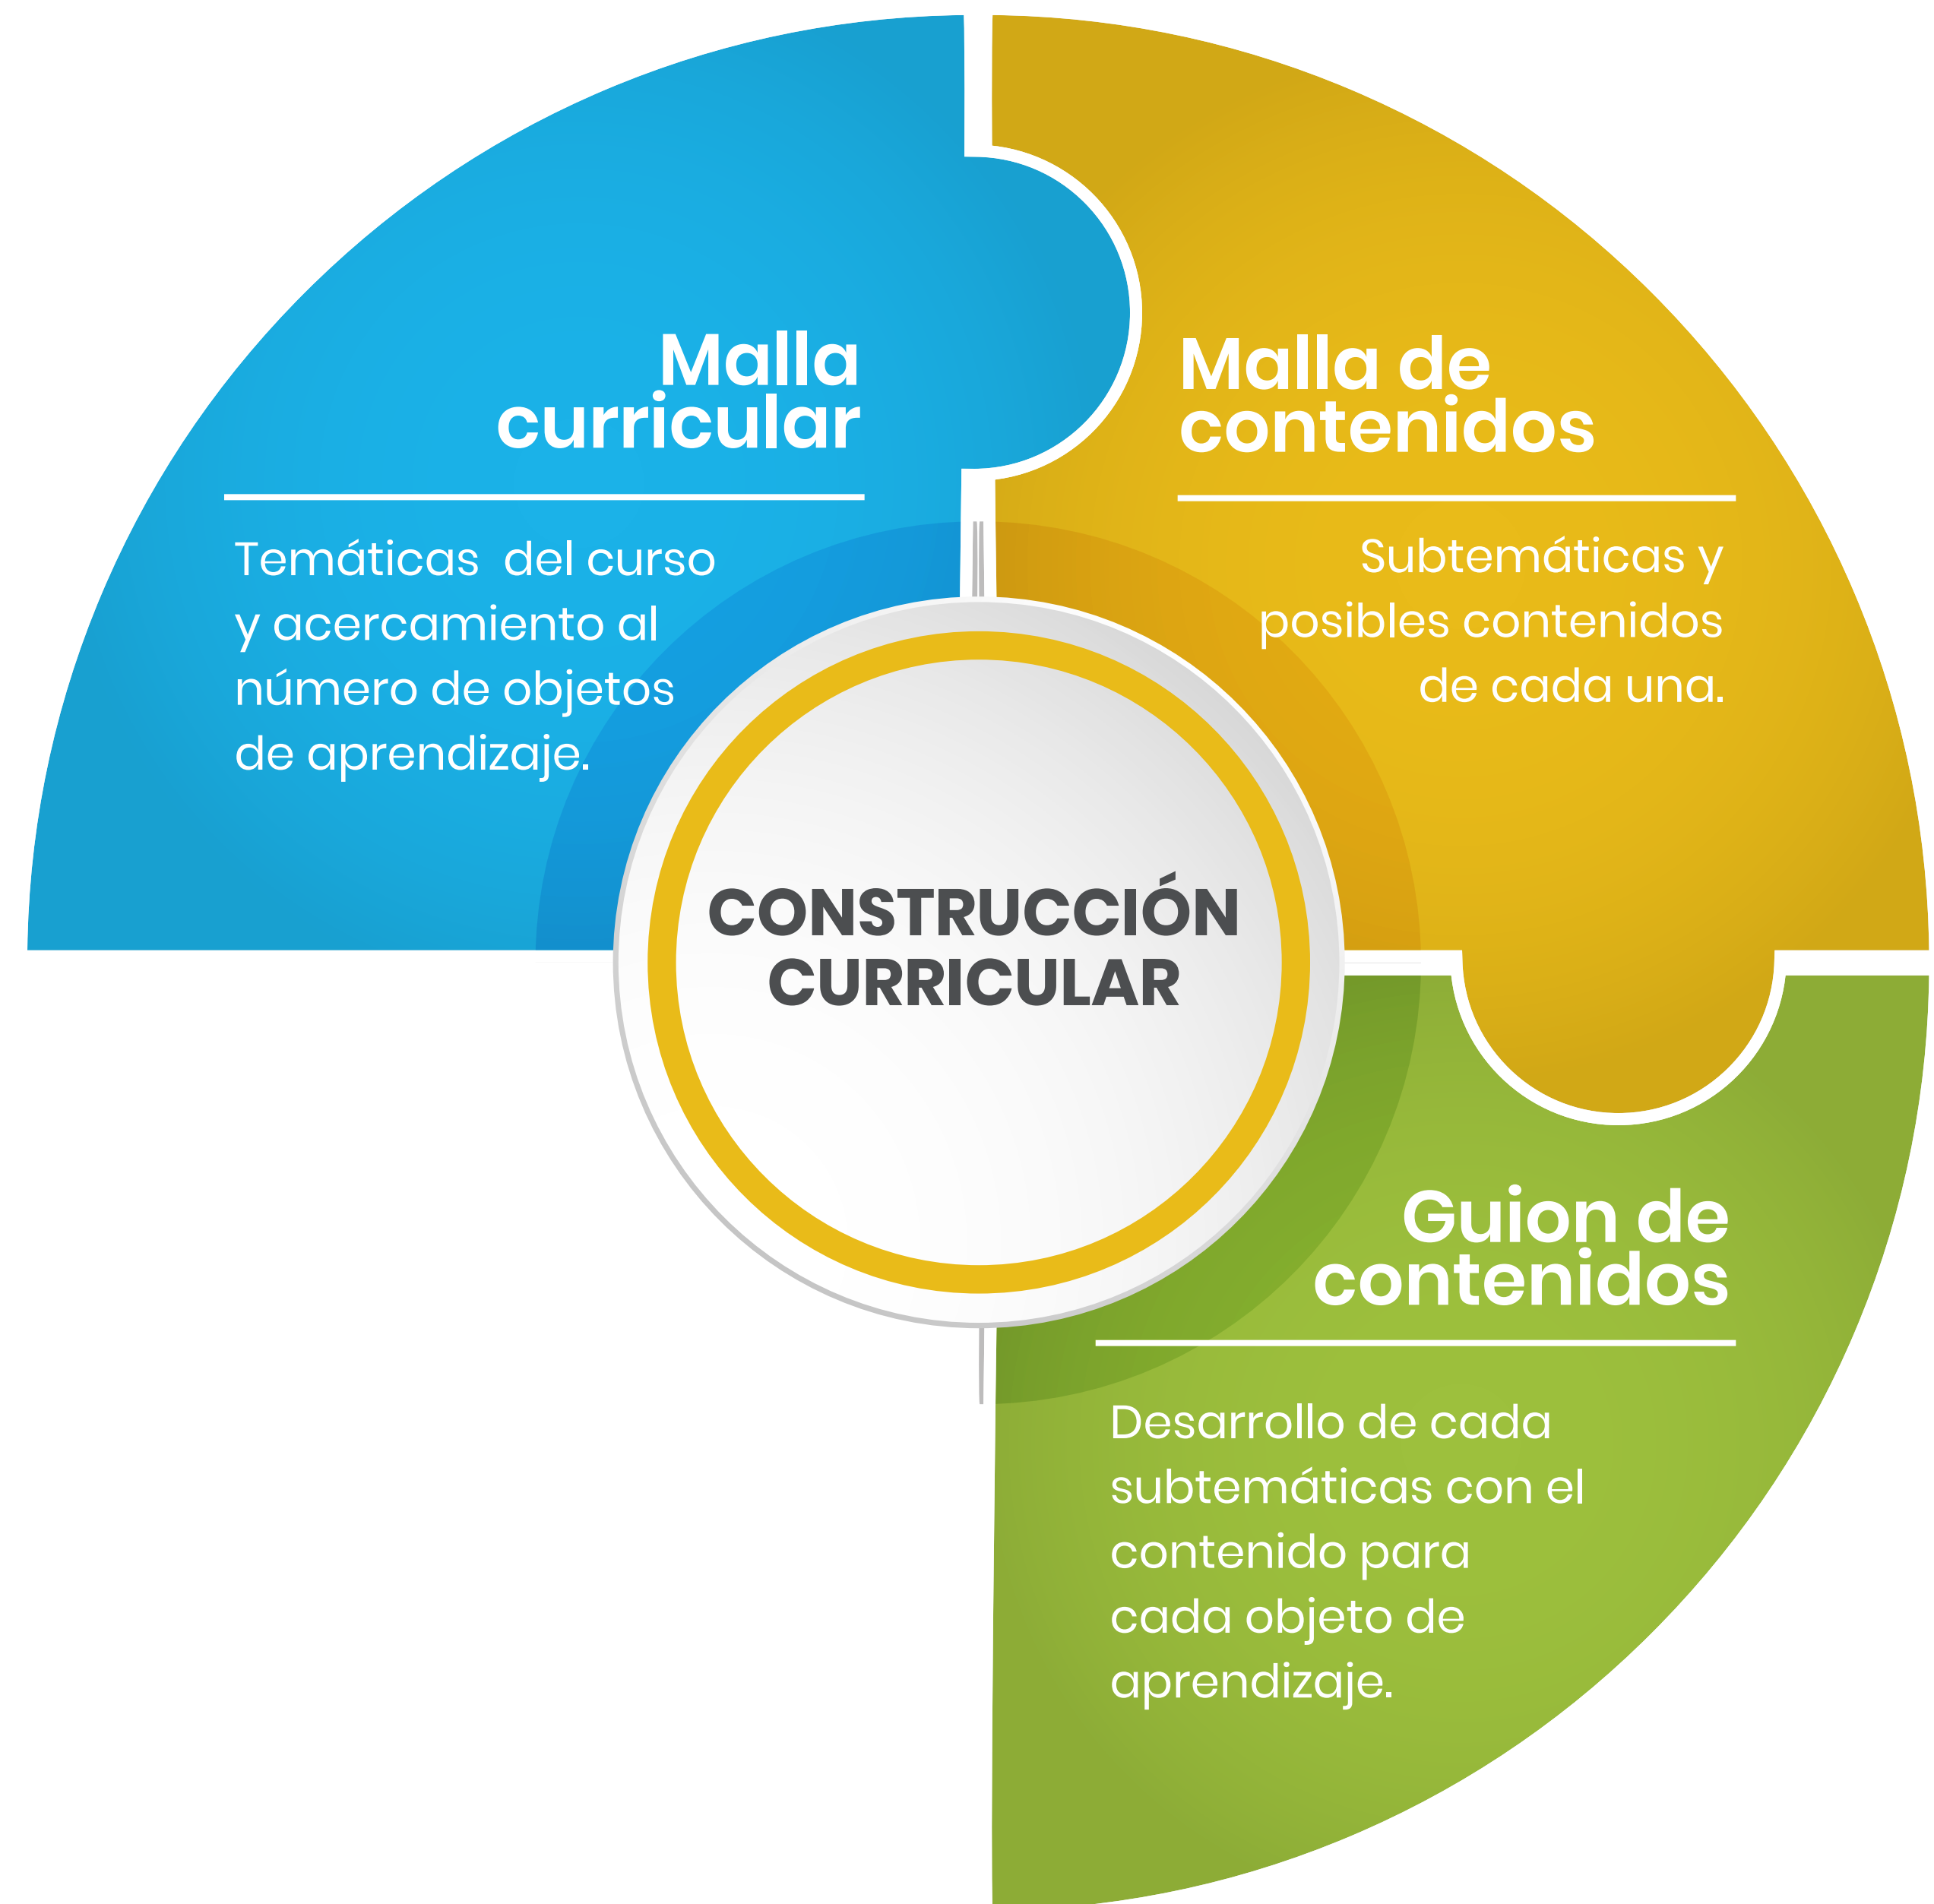 Malla
curricular
Temáticas  del curso
y acercamiento al
número de objetos
de aprendizaje.
Malla de
contenidos
Subtemáticas y
posibles contenidos
de cada una.
CONSTRUCCIÓN
CURRICULAR
Guion de
contenidos
Desarrollo de cada
subtemáticas con el
contenido para
cada objeto de
aprendizaje.